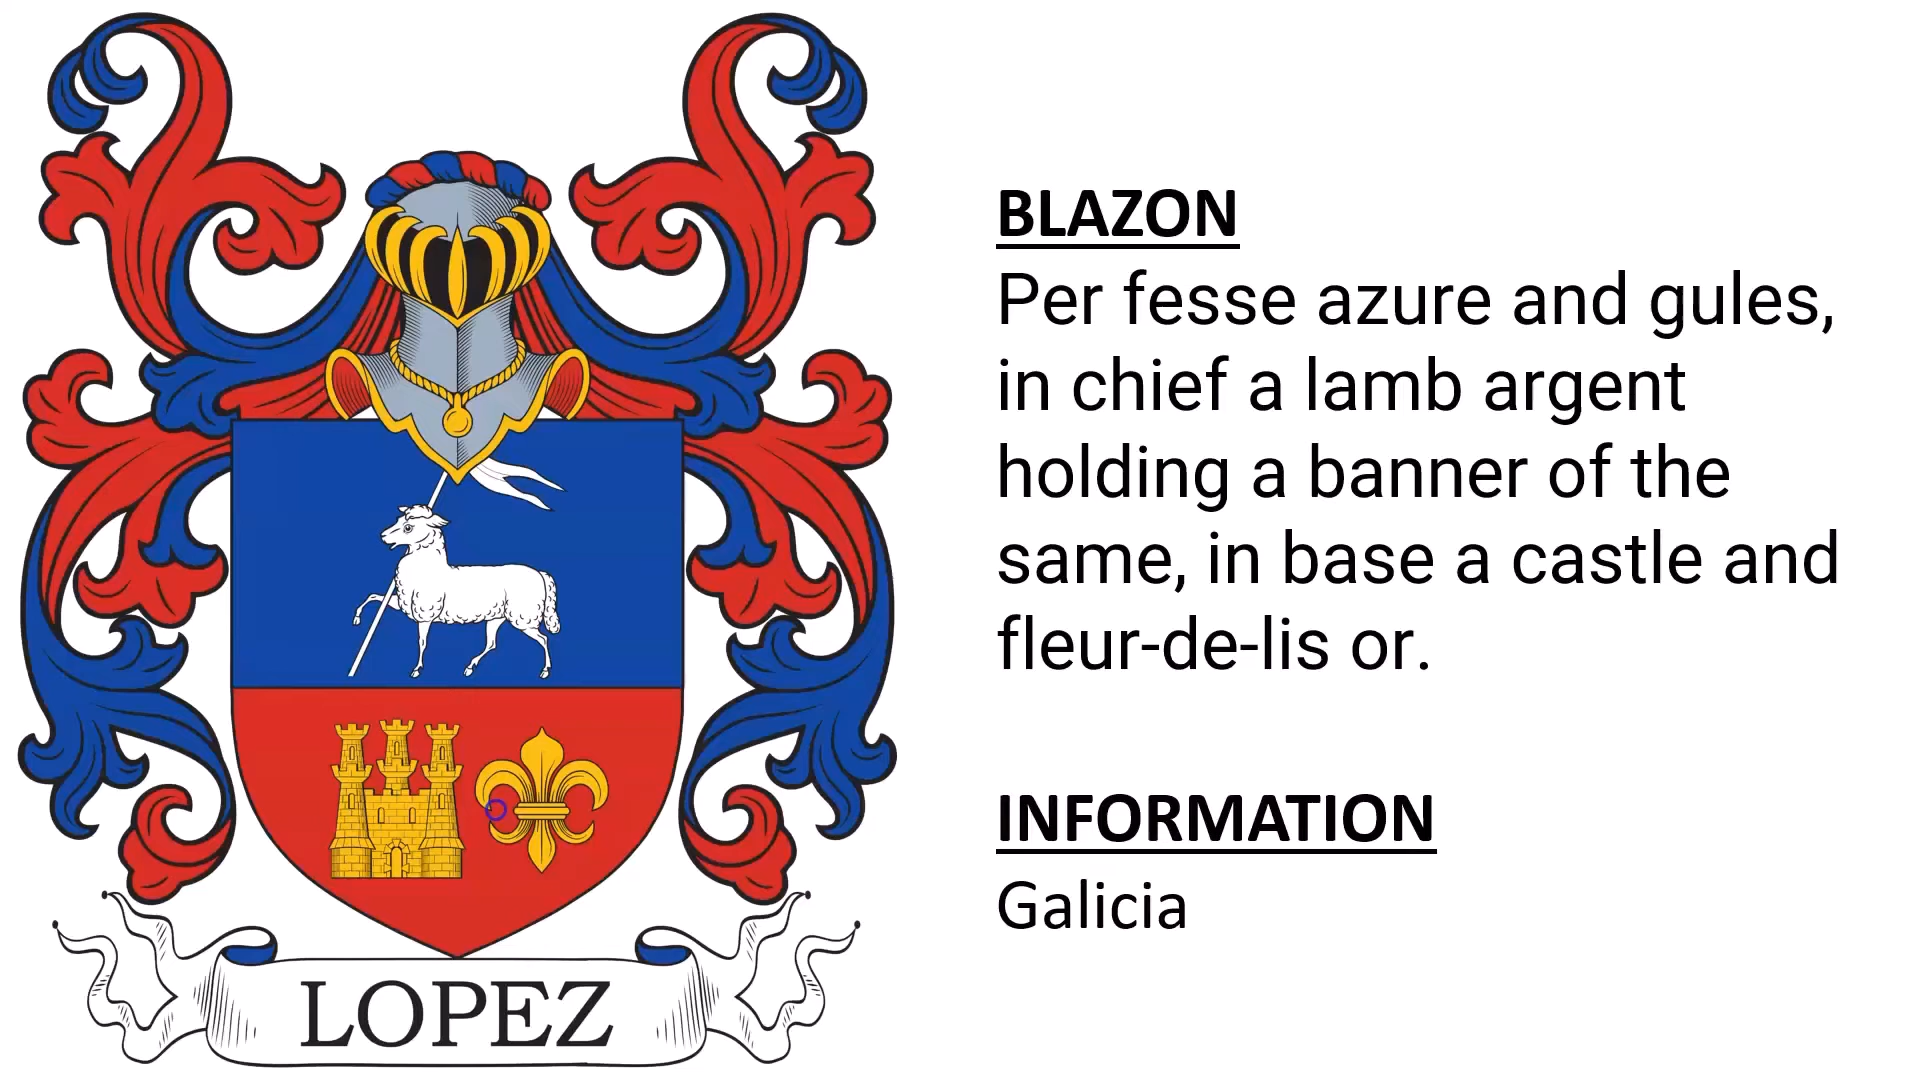 BLAZON
Per fesse azure and gules,
in chief a lamb argent
holding a banner of the
same, in base a castle and
fleur-de-lis or.
INFORMATION
Galicia
LOPEZ